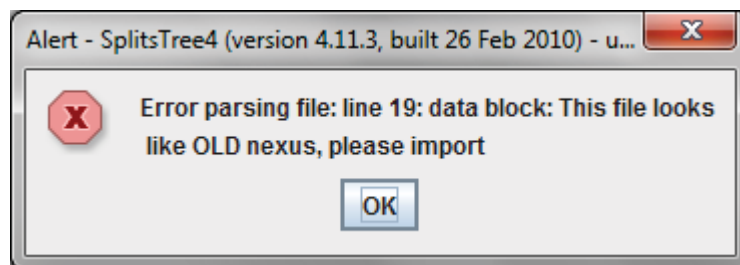 Alert - SplitsTree4 (version 4.11.3, built 26 Feb 2010) - u...
Error parsing file: line 19: data block: This file looks
like OLD nexus, please import
OK